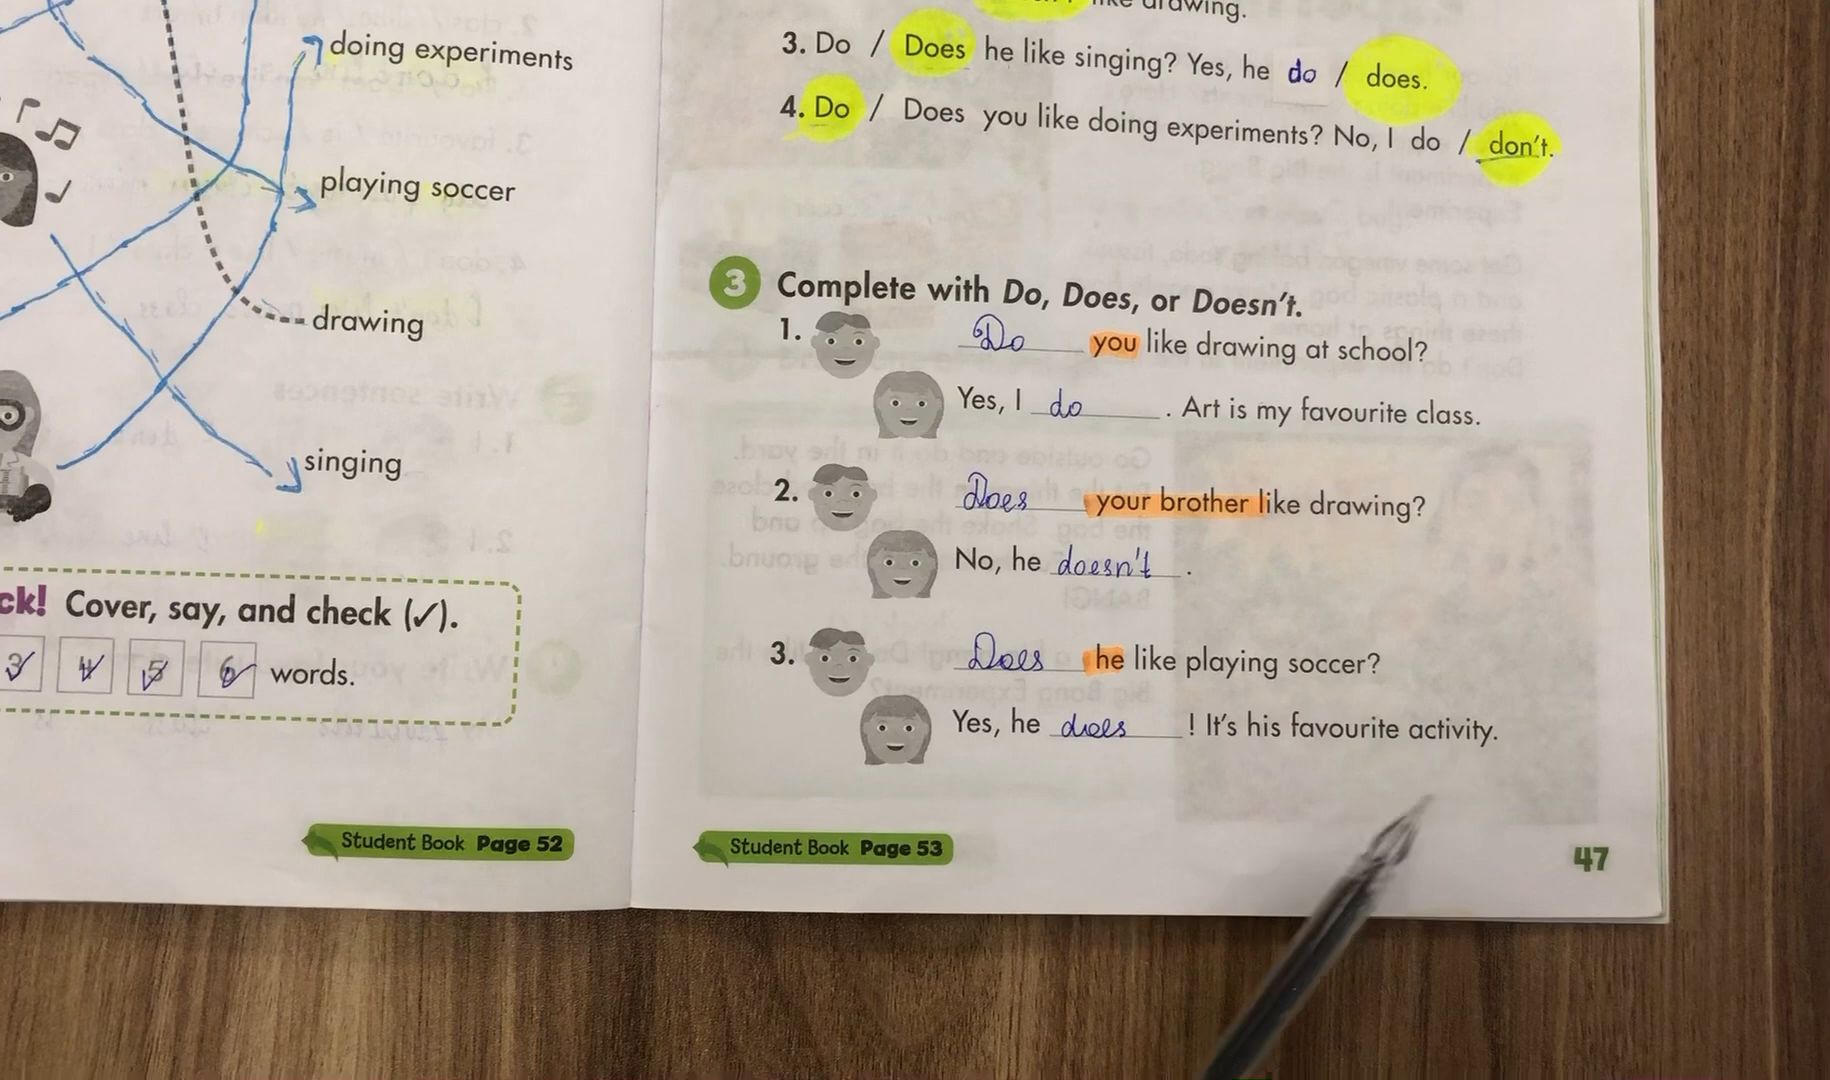 doing experiments
playing soccer
drawing
singing
ck! Cover, say, and check (✓).
3 4 5 6 words.
Student Book Page 52
like drawing.
3. Do / Does he like singing? Yes, he do / does.
4. Do / Does you like doing experiments? No, I do / don't.
3 Complete with Do, Does, or Doesn't.
1. Do you like drawing at school?
Yes, I do. Art is my favourite class.
2. Does your brother like drawing?
No, he doesn't.
3. Does he like playing soccer?
Yes, he does! It's his favourite activity.
Student Book Page 53
47